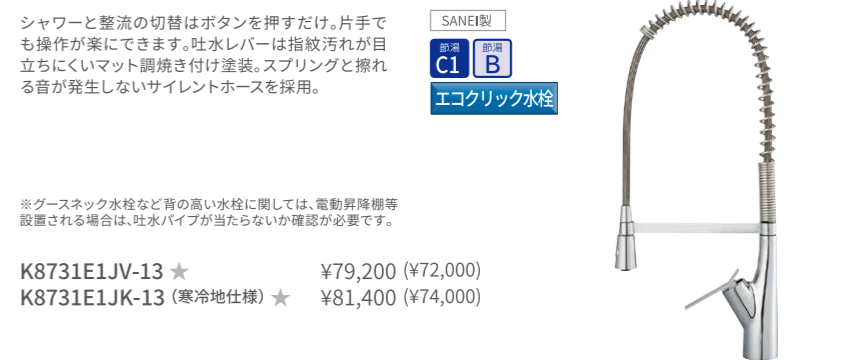 シャワーと整流の切替はボタンを押すだけ。片手で
も操作が楽にできます。吐水レバーは指紋汚れが目
立ちにくいマット調焼き付け塗装。スプリングと擦れ
る音が発生しないサイレントホースを採用。
SANEI製
節湯 節湯
C1 B
エコクリック水栓
※グースネック水栓など背の高い水栓に関しては、電動昇降棚等
設置される場合は、吐水パイプが当たらないか確認が必要です。
K8731E1JV-13 ★ ¥79,200 (¥72,000)
K8731E1JK-13（寒冷地仕様）★ ¥81,400 (¥74,000)